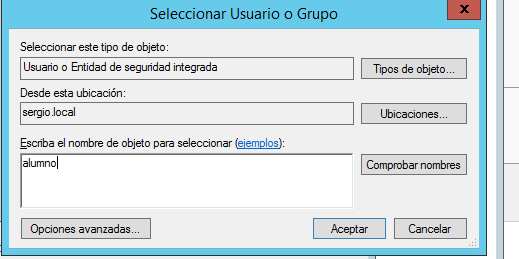 Seleccionar Usuario o Grupo
x
Seleccionar este tipo de objeto:
Usuario o Entidad de seguridad integrada
Tipos de objeto...
Desde esta ubicación:
sergio.local
Ubicaciones...
Escriba el nombre de objeto para seleccionar (ejemplos):
alumno
Comprobar nombres
Opciones avanzadas...
Aceptar
Cancelar